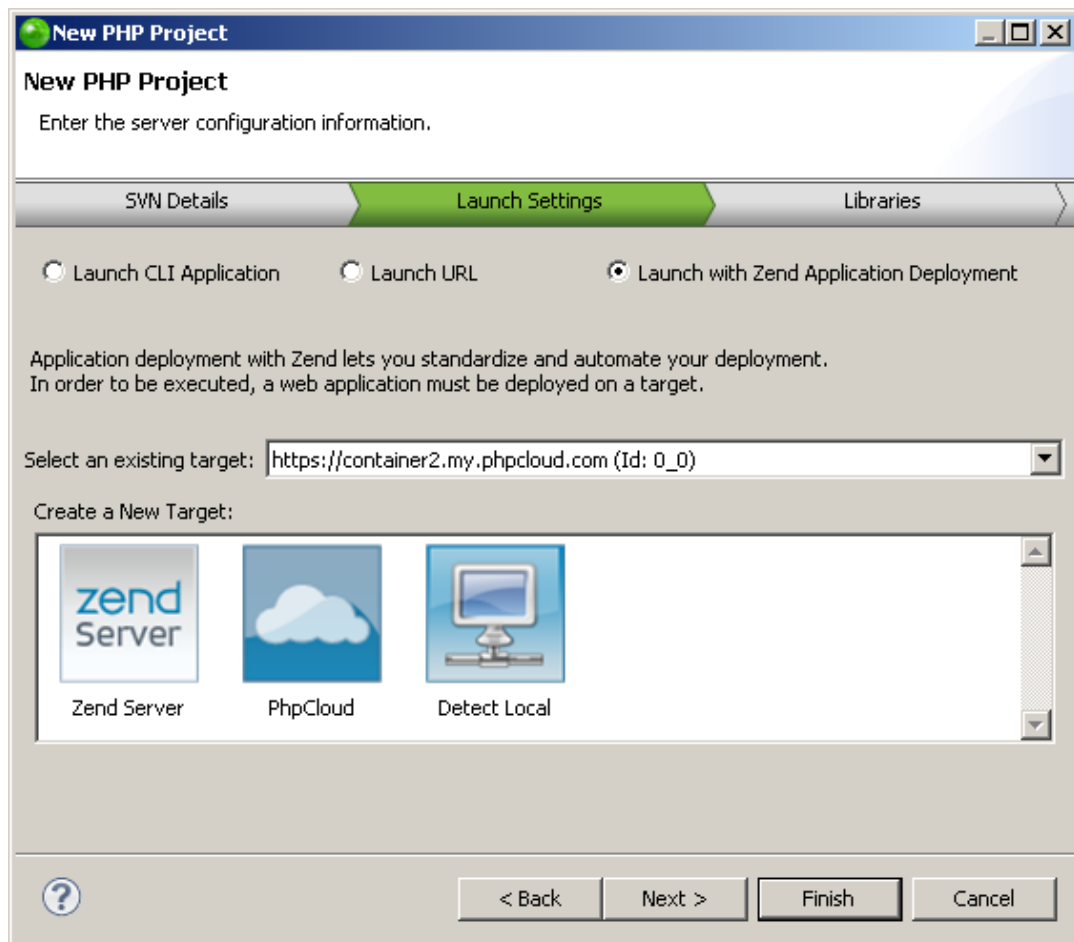 New PHP Project
New PHP Project
Enter the server configuration information.
SVN Details
Launch Settings
Libraries
Launch CLI Application
Launch URL
Launch with Zend Application Deployment
Application deployment with Zend lets you standardize and automate your deployment.
In order to be executed, a web application must be deployed on a target.
Select an existing target: https://container2.my.phpcloud.com (Id: 0_0)
Create a New Target:
zend
Server
Zend Server
PhpCloud
Detect Local
?
< Back
Next >
Finish
Cancel